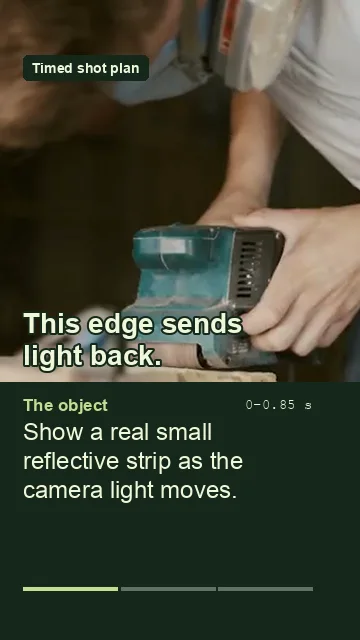 Timed shot plan
This edge sends
light back.
The object
0–0.85 s
Show a real small
reflective strip as the
camera light moves.